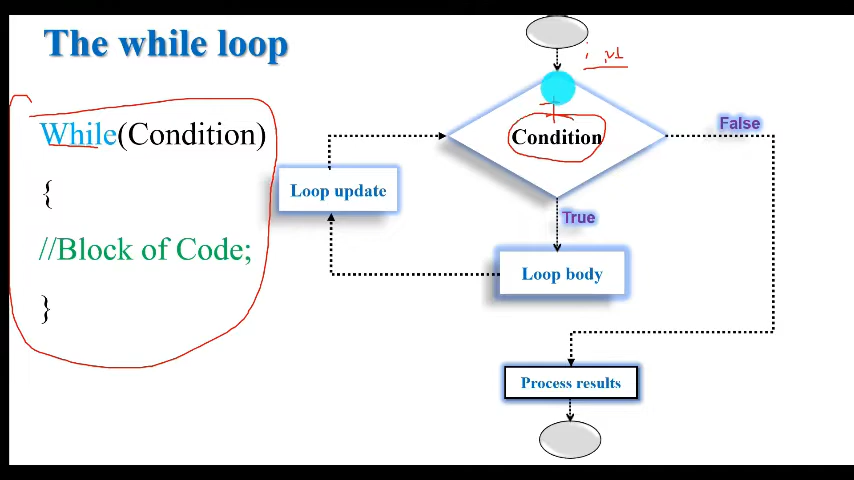 The while loop
While(Condition)
{
//Block of Code;
}
Condition
False
Loop update
True
Loop body
Process results